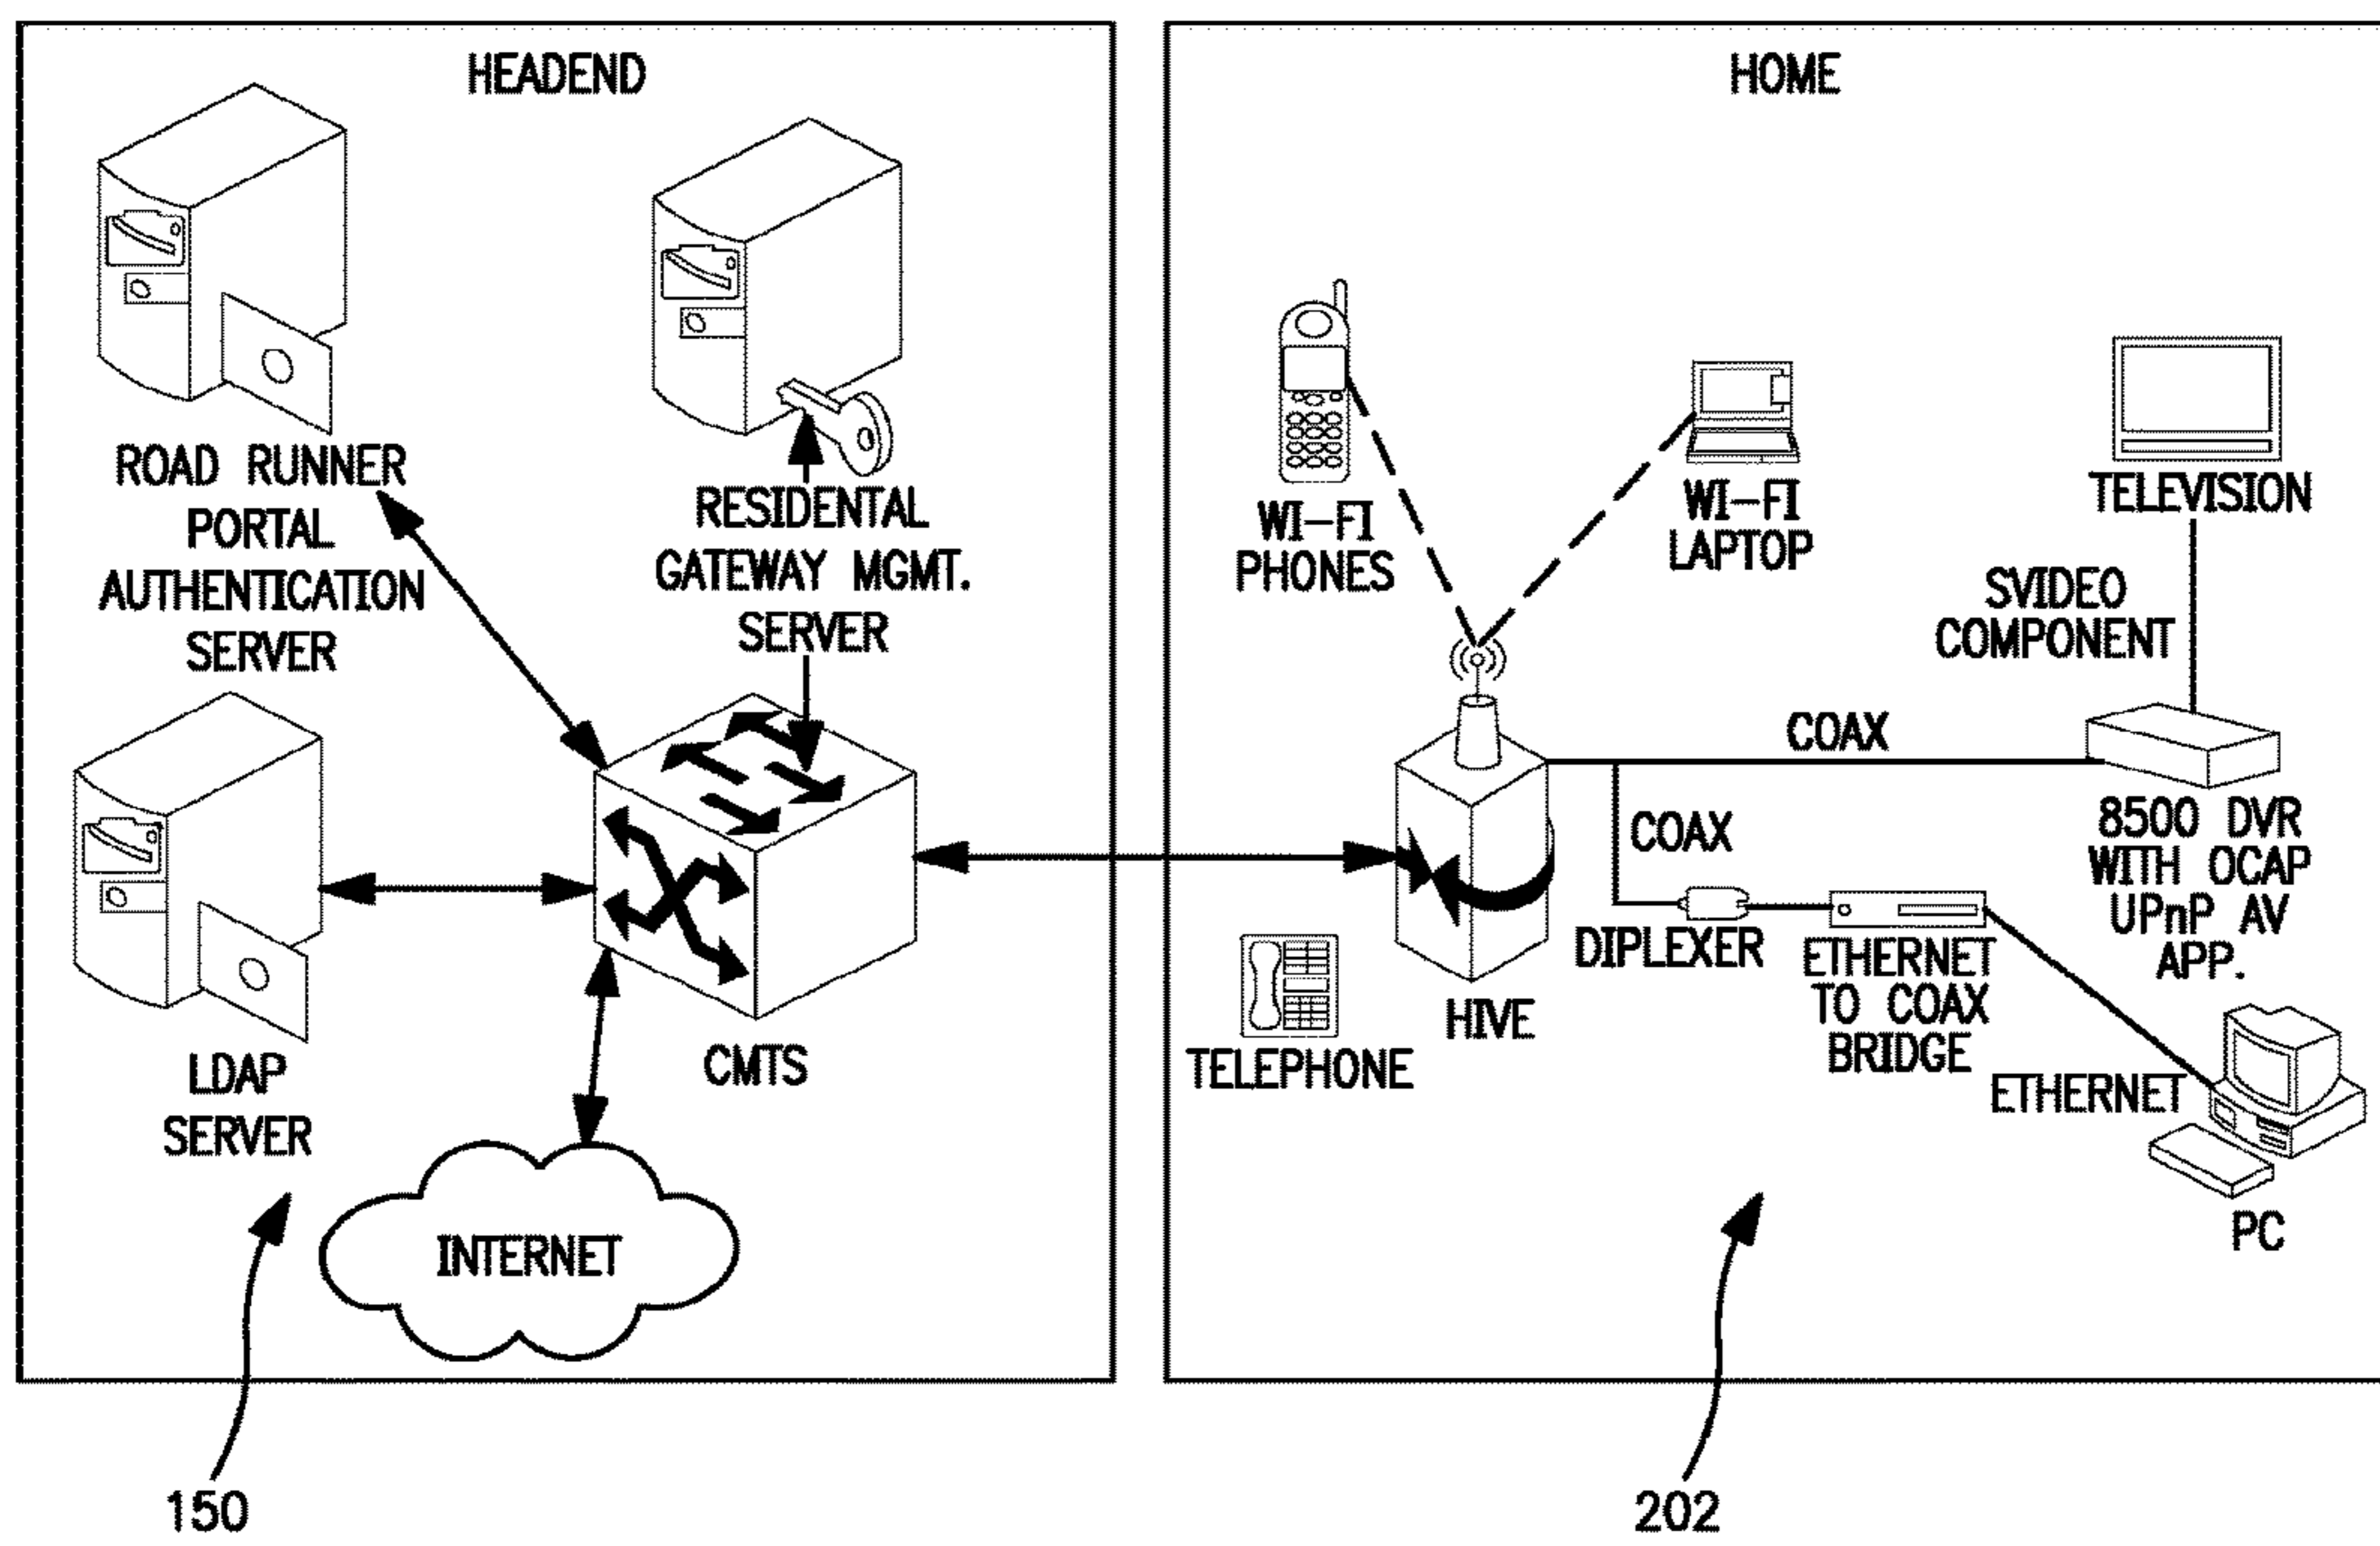 HEADEND
ROAD RUNNER
PORTAL
AUTHENTICATION
SERVER
RESIDENTAL
GATEWAY MGMT.
SERVER
LDAP
SERVER
CMTS
INTERNET
150
HOME
WI-FI
PHONES
WI-FI
LAPTOP
TELEVISION
SVIDEO
COMPONENT
COAX
COAX
8500 DVR
WITH OCAP
UPnP AV
APP.
DIPLEXER
ETHERNET
TO COAX
BRIDGE
HIVE
TELEPHONE
ETHERNET
PC
202